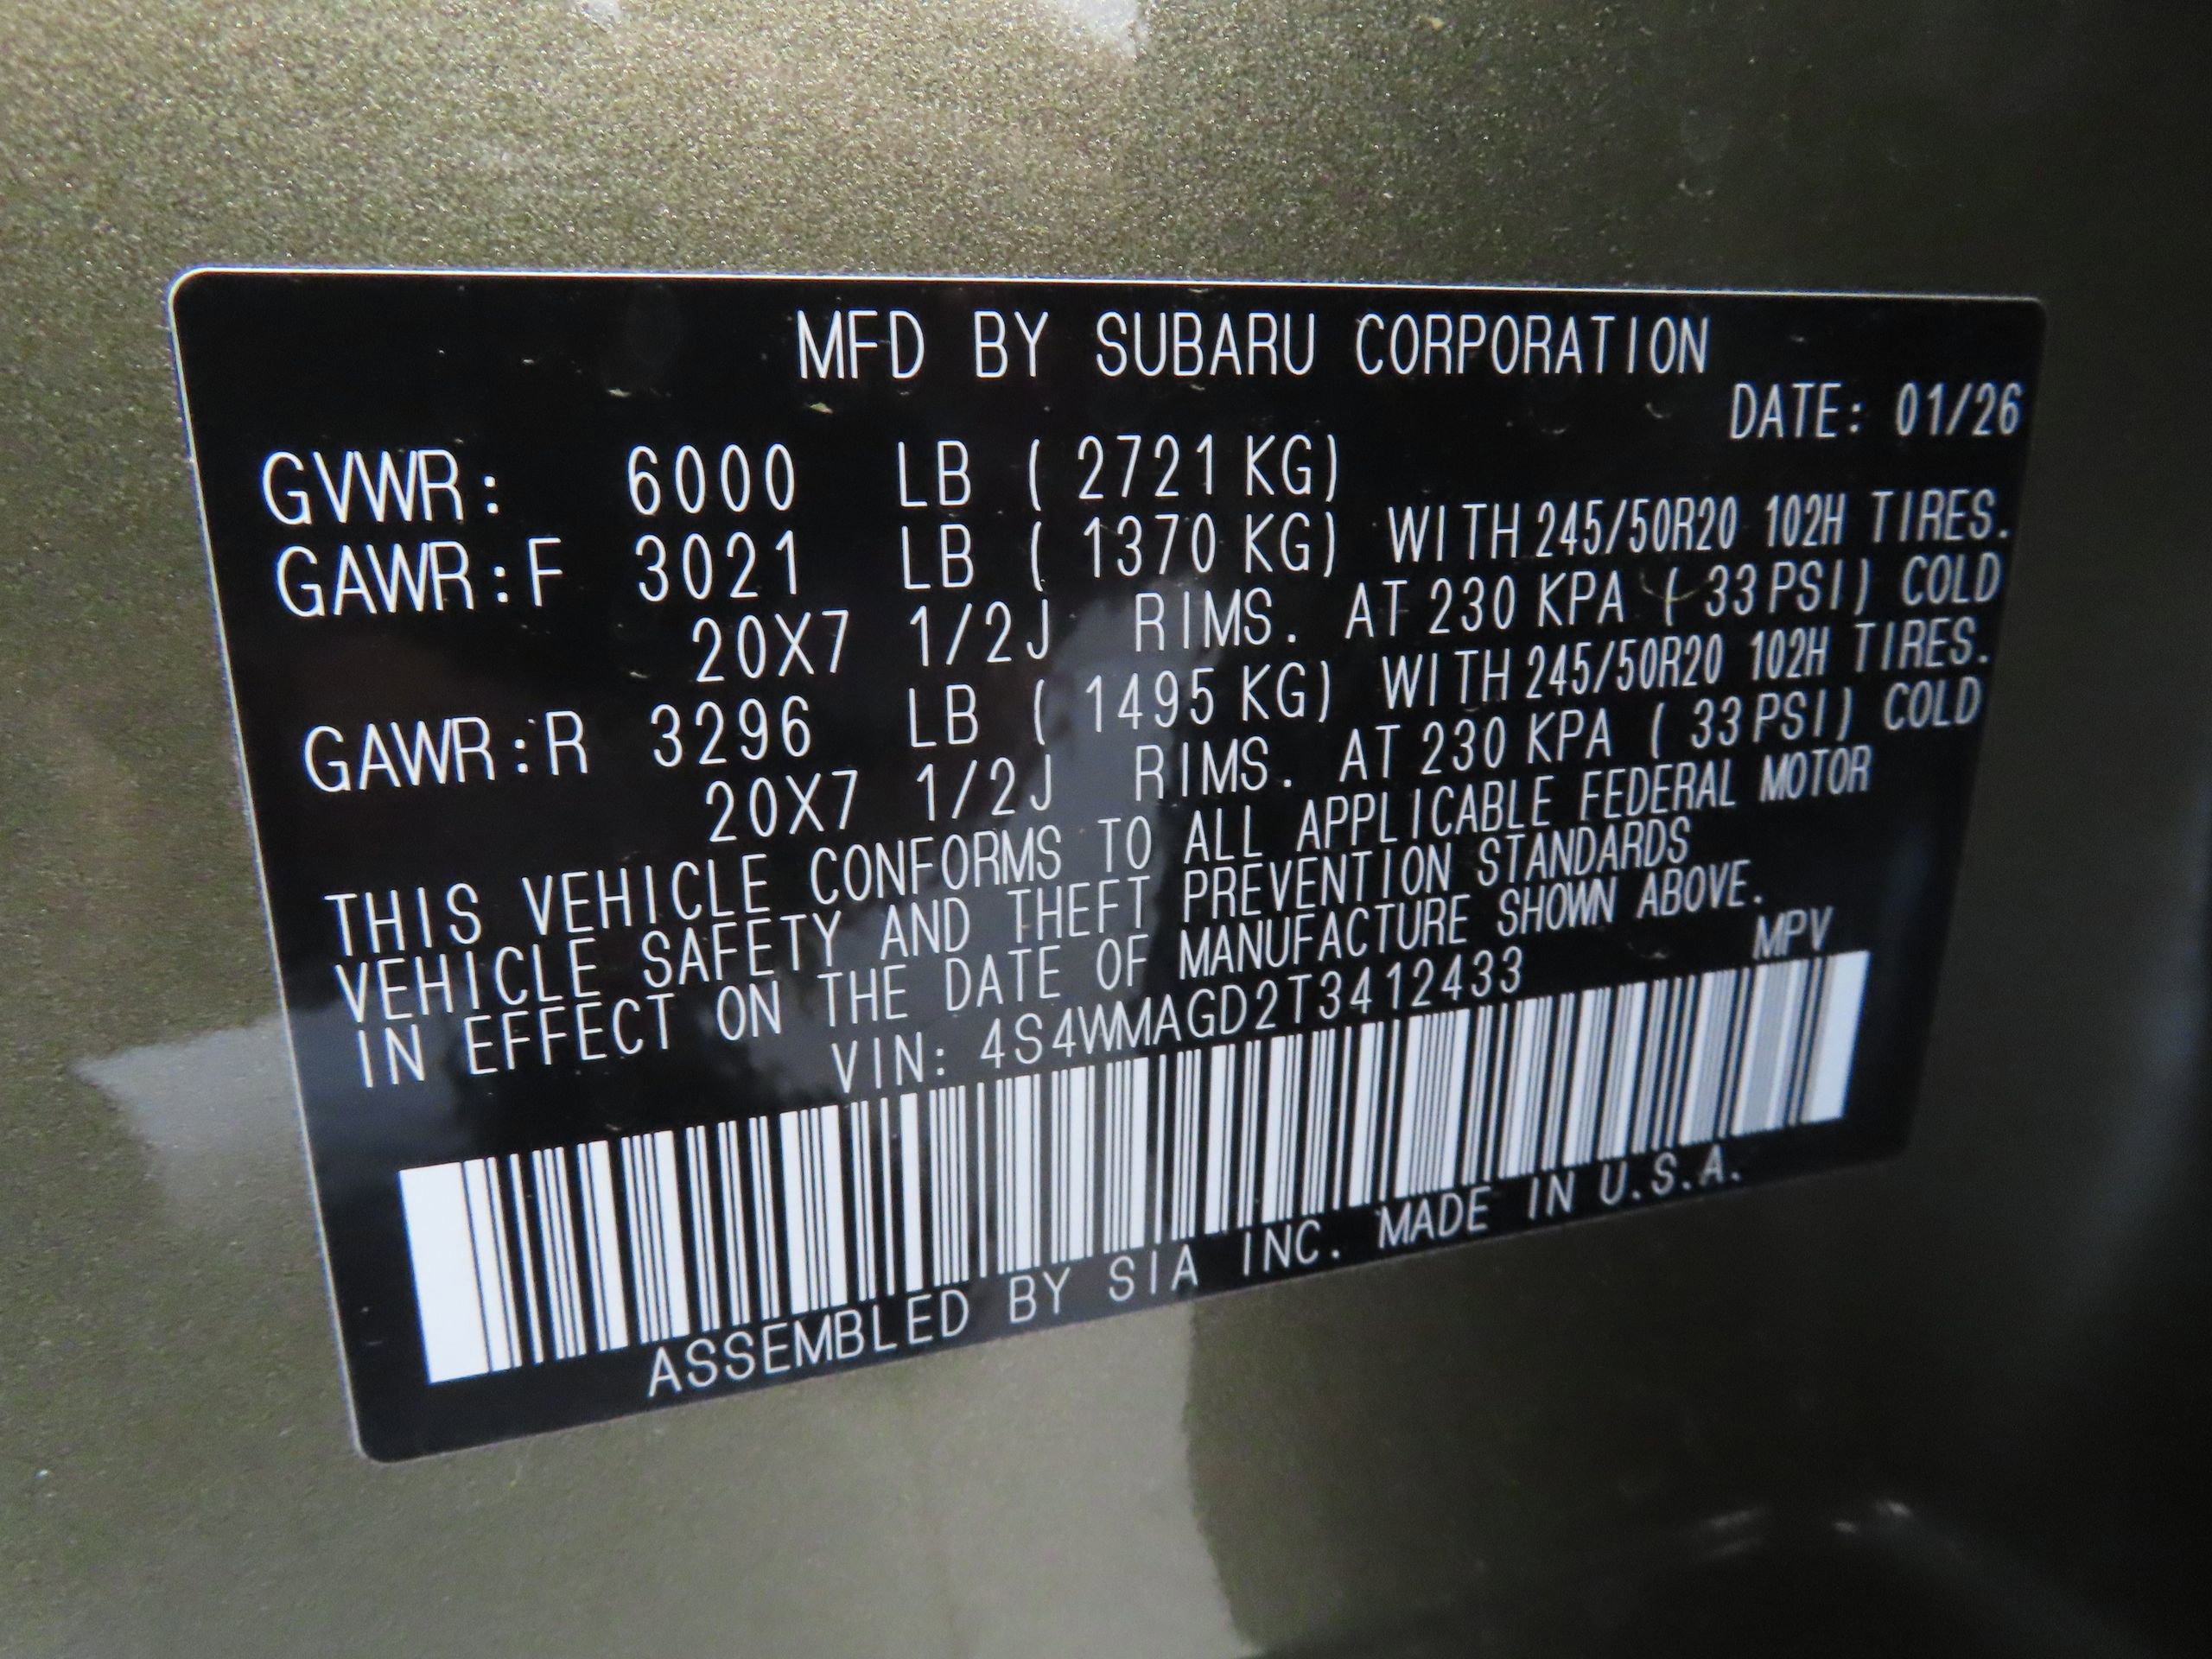 MFD BY SUBARU CORPORATION
DATE: 01/26
GVWR: 6000 LB ( 2721 KG)
GAWR:F 3021 LB ( 1370 KG) WITH 245/50R20 102H TIRES.
20X7 1/2J RIMS. AT 230 KPA ( 33 PSI) COLD
GAWR:R 3296 LB ( 1495 KG) WITH 245/50R20 102H TIRES.
20X7 1/2J RIMS. AT 230 KPA ( 33 PSI) COLD
THIS VEHICLE CONFORMS TO ALL APPLICABLE FEDERAL MOTOR
VEHICLE SAFETY AND THEFT PREVENTION STANDARDS
IN EFFECT ON THE DATE OF MANUFACTURE SHOWN ABOVE.
VIN: 4S4WMAGD2T3412433 MPV
ASSEMBLED BY SIA INC. MADE IN U.S.A.